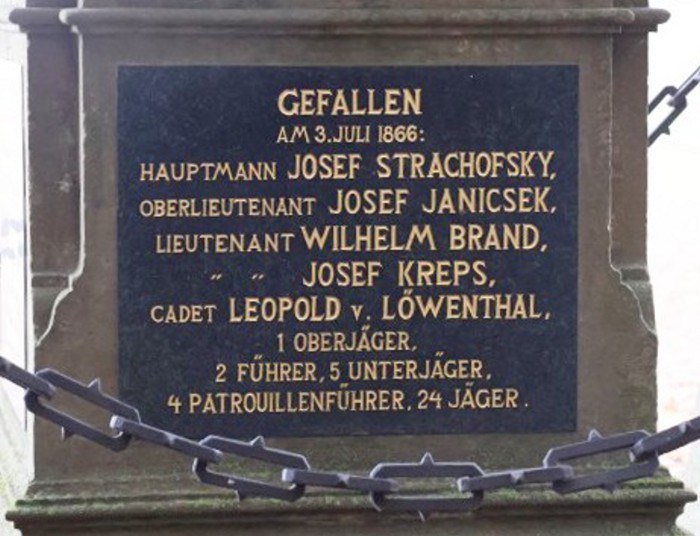 GEFALLEN
AM 3. JULI 1866:
HAUPTMANN JOSEF STRACHOFSKY,
OBERLIEUTENANT JOSEF JANICSEK,
LIEUTENANT WILHELM BRAND,
" " JOSEF KREPS,
CADET LEOPOLD v. LŐWENTHAL,
1 OBERJÄGER,
2 FÜHRER, 5 UNTERJÄGER,
4 PATROUILLENFÜHRER, 24 JÄGER.